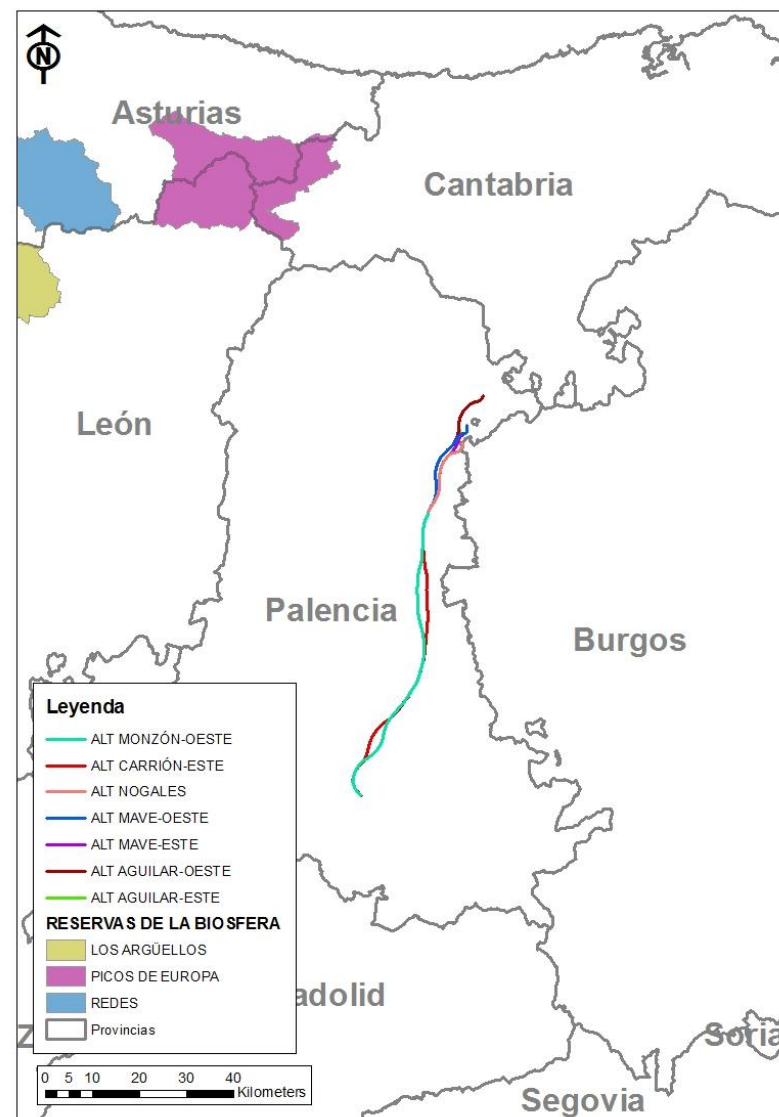 N
Asturias
Cantabria
León
Palencia
Burgos
Leyenda
ALT MONZÓN-OESTE
ALT CARRIÓN-ESTE
ALT NOGALES
ALT MAVE-OESTE
ALT MAVE-ESTE
ALT AGUILAR-OESTE
ALT AGUILAR-ESTE
RESERVAS DE LA BIOSFERA
LOS ARGÜELLOS
PICOS DE EUROPA
REDES
Provincias
adolid
Z
Soria
Segovia
0 5 10 20 30 40
Kilometers